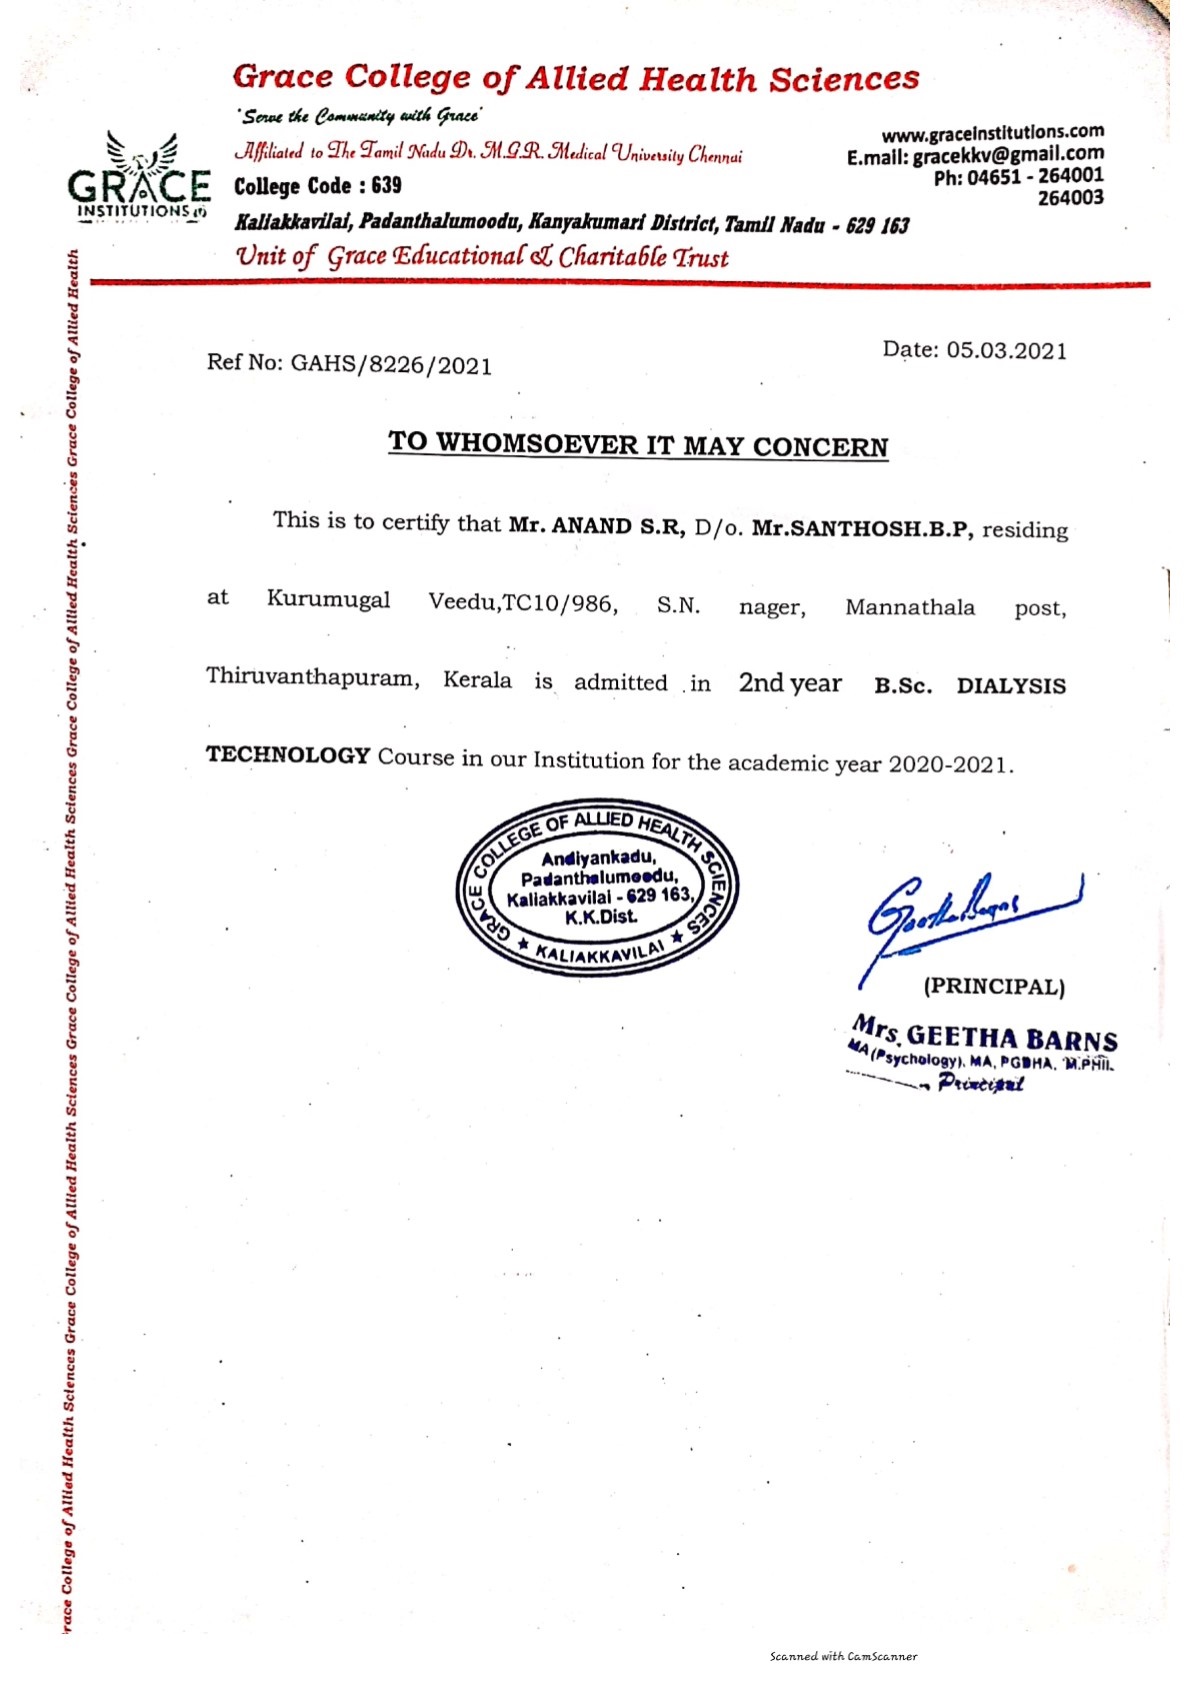 Grace College of Allied Health Sciences
'Serve the Community with Grace'
Affiliated to The Tamil Nadu Dr. M.G.R. Medical University Chennai
College Code : 639
Kaliakkavilai, Padanthalumoodu, Kanyakumari District, Tamil Nadu - 629 163
Unit of Grace Educational & Charitable Trust
www.graceinstitutions.com
E.mail: gracekkv@gmail.com
Ph: 04651 - 264001
264003
GRACE
INSTITUTIONS
Ref No: GAHS/8226/2021
Date: 05.03.2021
TO WHOMSOEVER IT MAY CONCERN
This is to certify that Mr. ANAND S.R, D/o. Mr.SANTHOSH.B.P, residing
at Kurumugal Veedu,TC10/986, S.N. nager, Mannathala post,
Thiruvanthapuram, Kerala is admitted in 2nd year B.Sc. DIALYSIS
TECHNOLOGY Course in our Institution for the academic year 2020-2021.
GRACE COLLEGE OF ALLIED HEALTH SCIENCES
Andiyankadu,
Padanthalumoodu,
Kaliakkavilai - 629 163,
K.K.Dist.
★ KALIAKKAVILAI ★
Geetha Barns
(PRINCIPAL)
Mrs. GEETHA BARNS
MA (Psychology), MA, PGDHA, M.PHIL
Principal
race College of Allied Health Sciences Grace College of Allied Health Sciences Grace College of Allied Health Sciences Grace College of Allied Health Sciences Grace College of Allied Health Sciences Grace College of Allied Health
Scanned with CamScanner